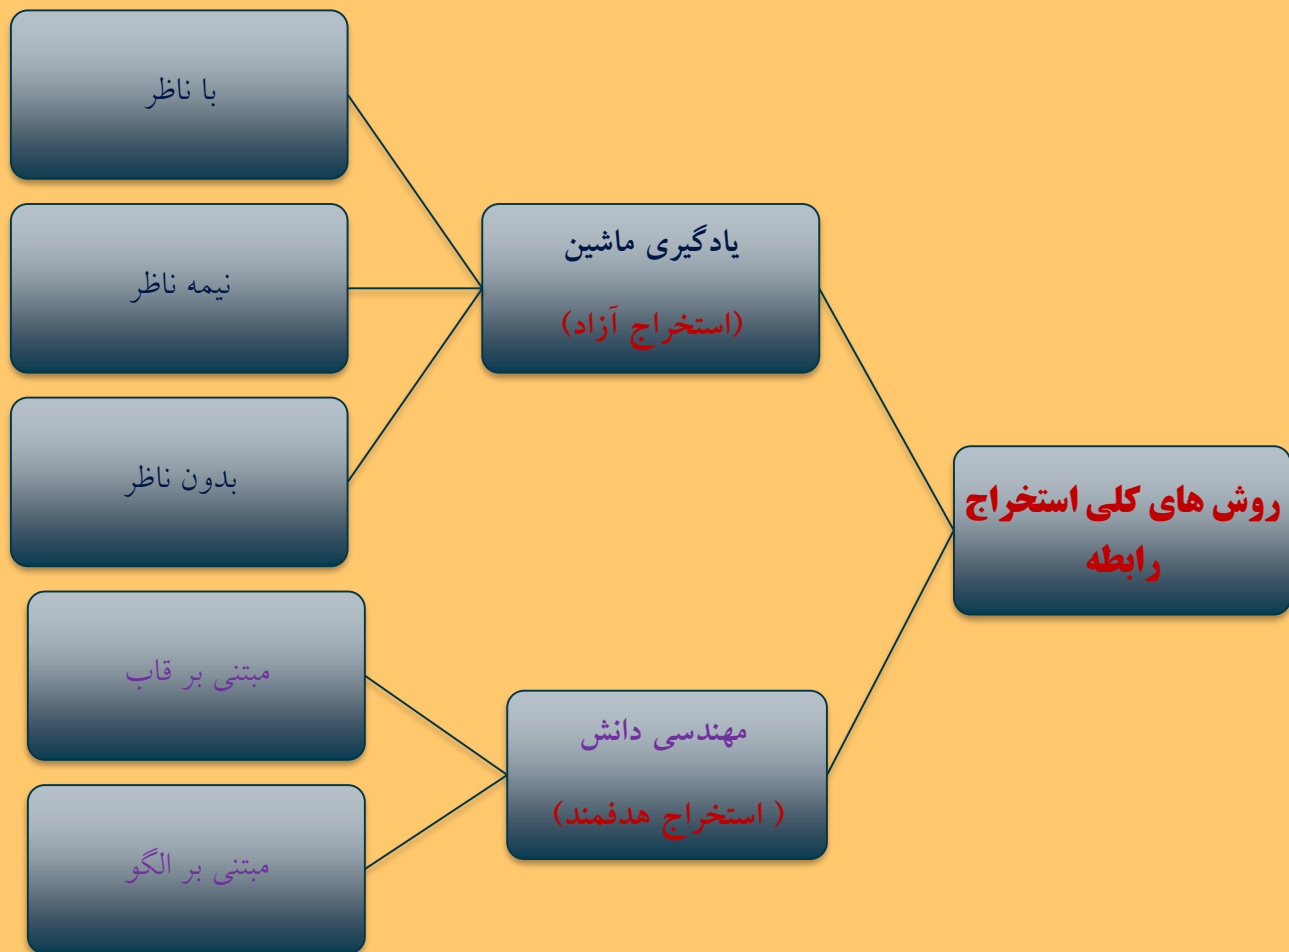 روش های کلی استخراج
رابطه
یادگیری ماشین
(استخراج آزاد)
با ناظر
نیمه ناظر
بدون ناظر
مهندسی دانش
( استخراج هدفمند)
مبتنی بر قاب
مبتنی بر الگو